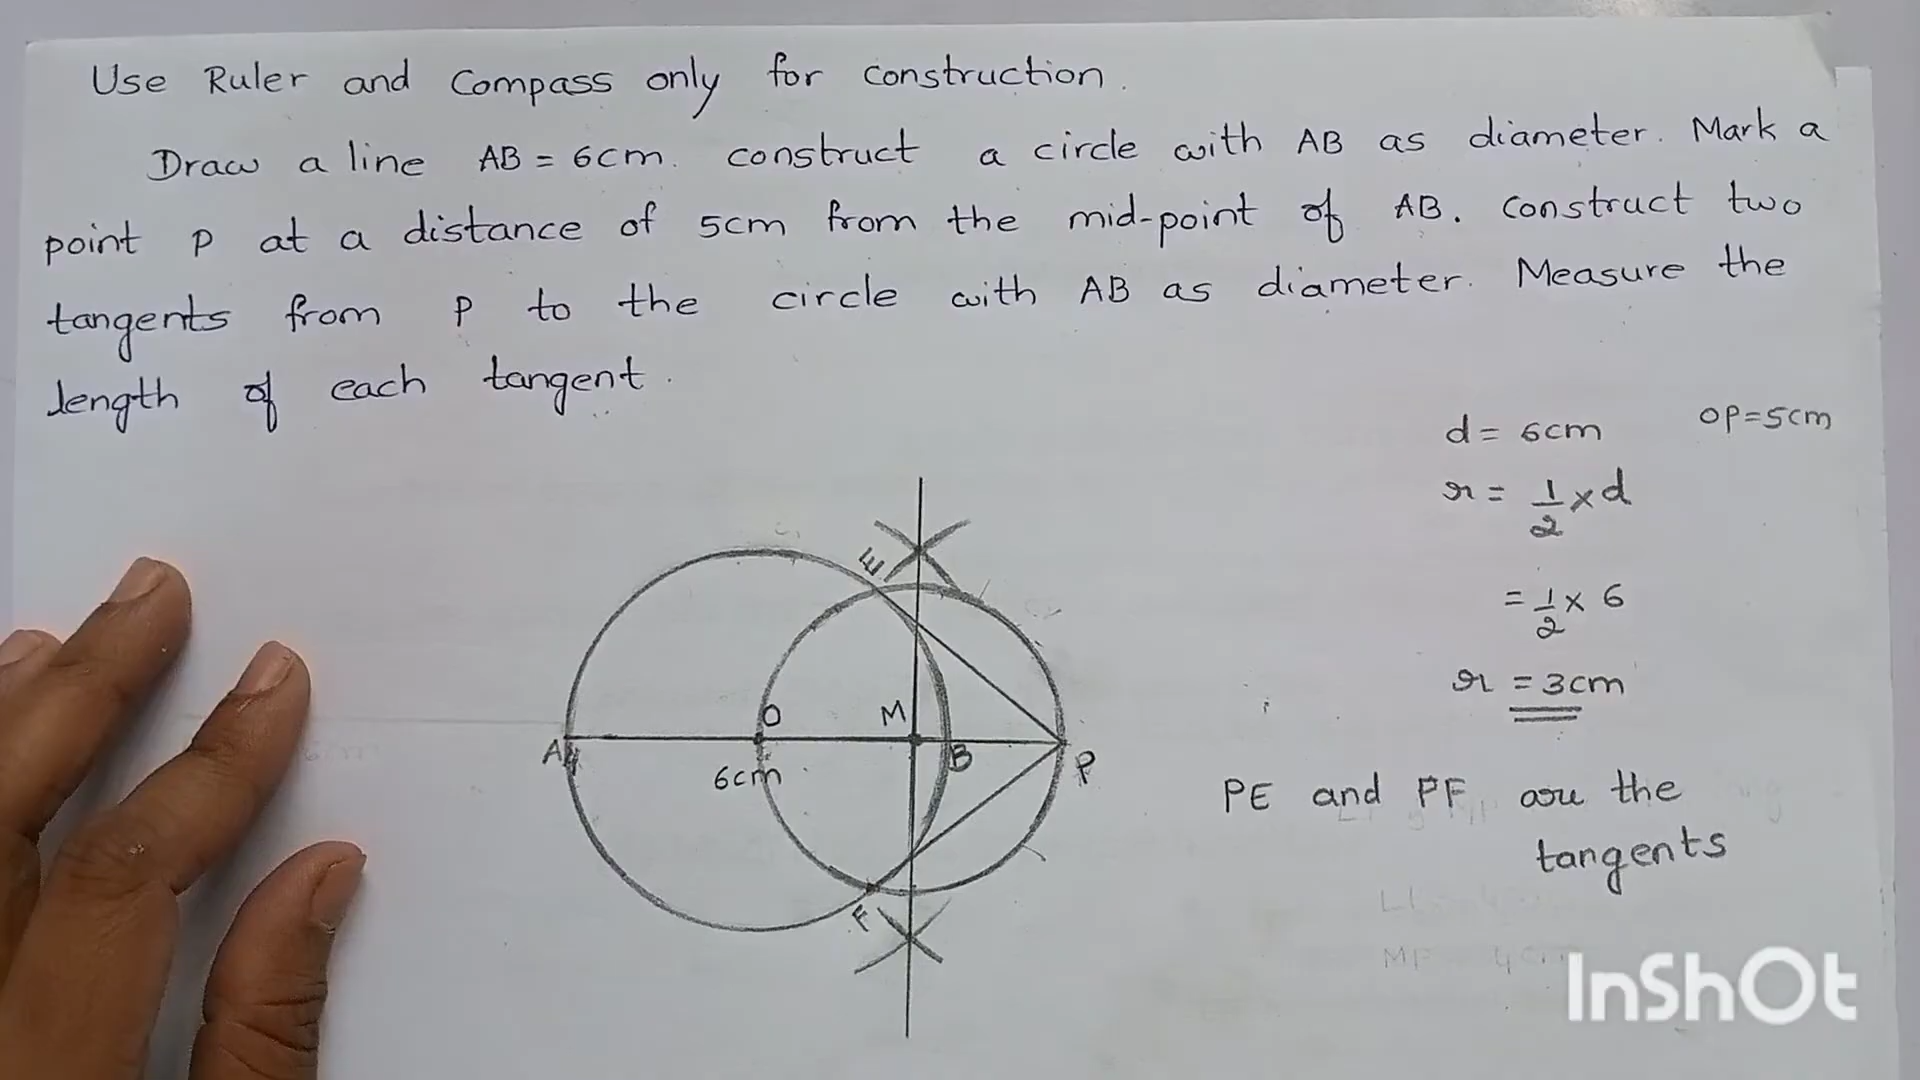 Use Ruler and Compass only for construction.
Draw a line AB = 6cm. construct a circle with AB as diameter. Mark a
point P at a distance of 5cm from the mid-point of AB. construct two
tangents from P to the circle with AB as diameter. Measure the
length of each tangent.
d = 6cm OP=5cm
r = 1/2 x d
= 1/2 x 6
r = 3cm
E
O M
A B P
6cm
F
PE and PF are the
tangents
InShOt